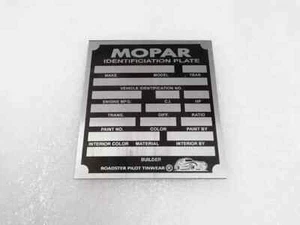 MOPAR
IDENTIFICIATION PLATE
MAKE MODEL YEAR
VEHICLE IDENTIFICATION NO.
ENGINE MFG. C.I. HP
TRANS. DIFF RATIO
PAINT NO. COLOR PAINT BY
INTERIOR COLOR MATERIAL INTERIOR BY
BUILDER
ROADSTER PILOT TINWEAR ®